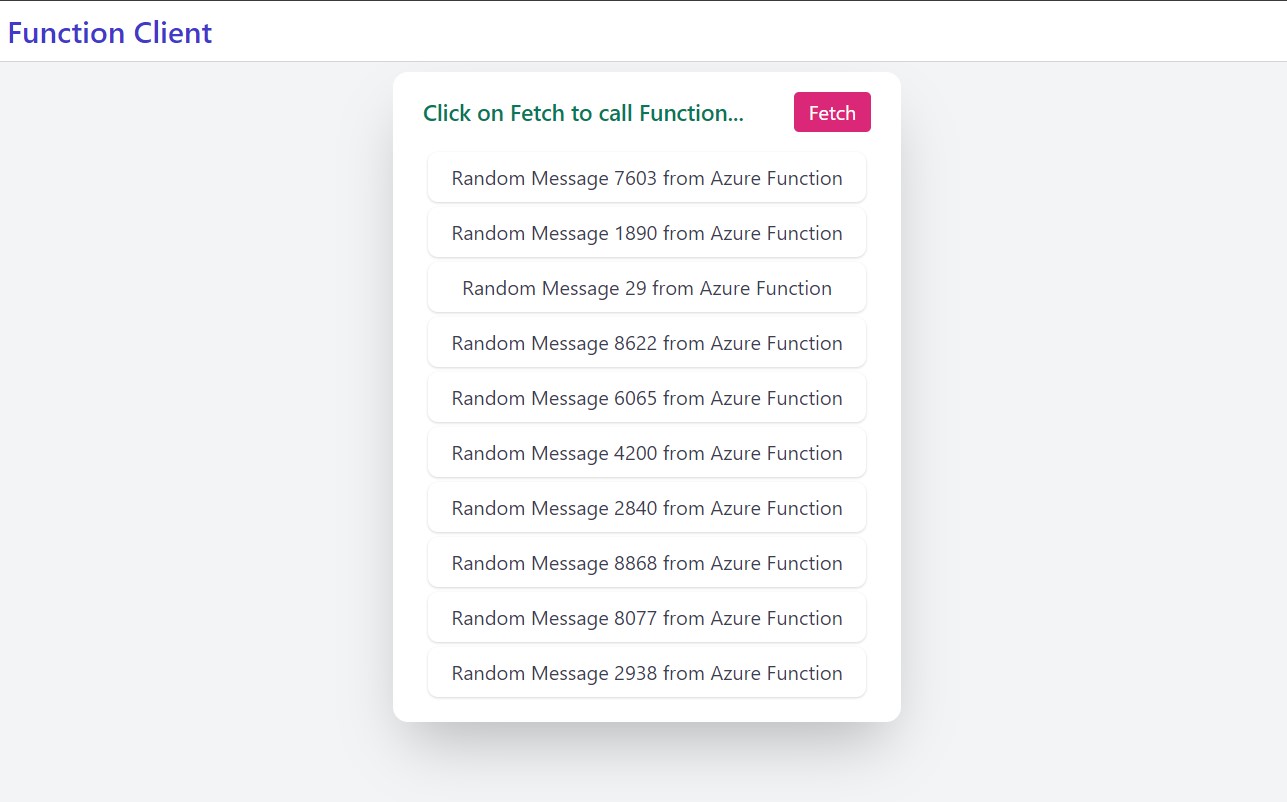 Function Client
Click on Fetch to call Function...
Fetch
Random Message 7603 from Azure Function
Random Message 1890 from Azure Function
Random Message 29 from Azure Function
Random Message 8622 from Azure Function
Random Message 6065 from Azure Function
Random Message 4200 from Azure Function
Random Message 2840 from Azure Function
Random Message 8868 from Azure Function
Random Message 8077 from Azure Function
Random Message 2938 from Azure Function